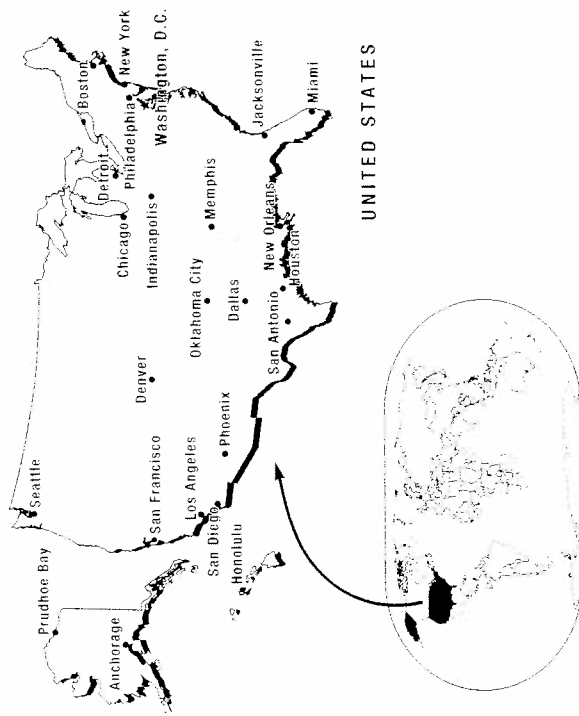 Prudhoe Bay
Anchorage
Seattle
San Francisco
Los Angeles
San Diego
Honolulu
Phoenix
Denver
Oklahoma City
Dallas
San Antonio
Houston
New Orleans
Memphis
Chicago
Indianapolis
Detroit
Philadelphia
Boston
New York
Washington, D.C.
Jacksonville
Miami
UNITED STATES